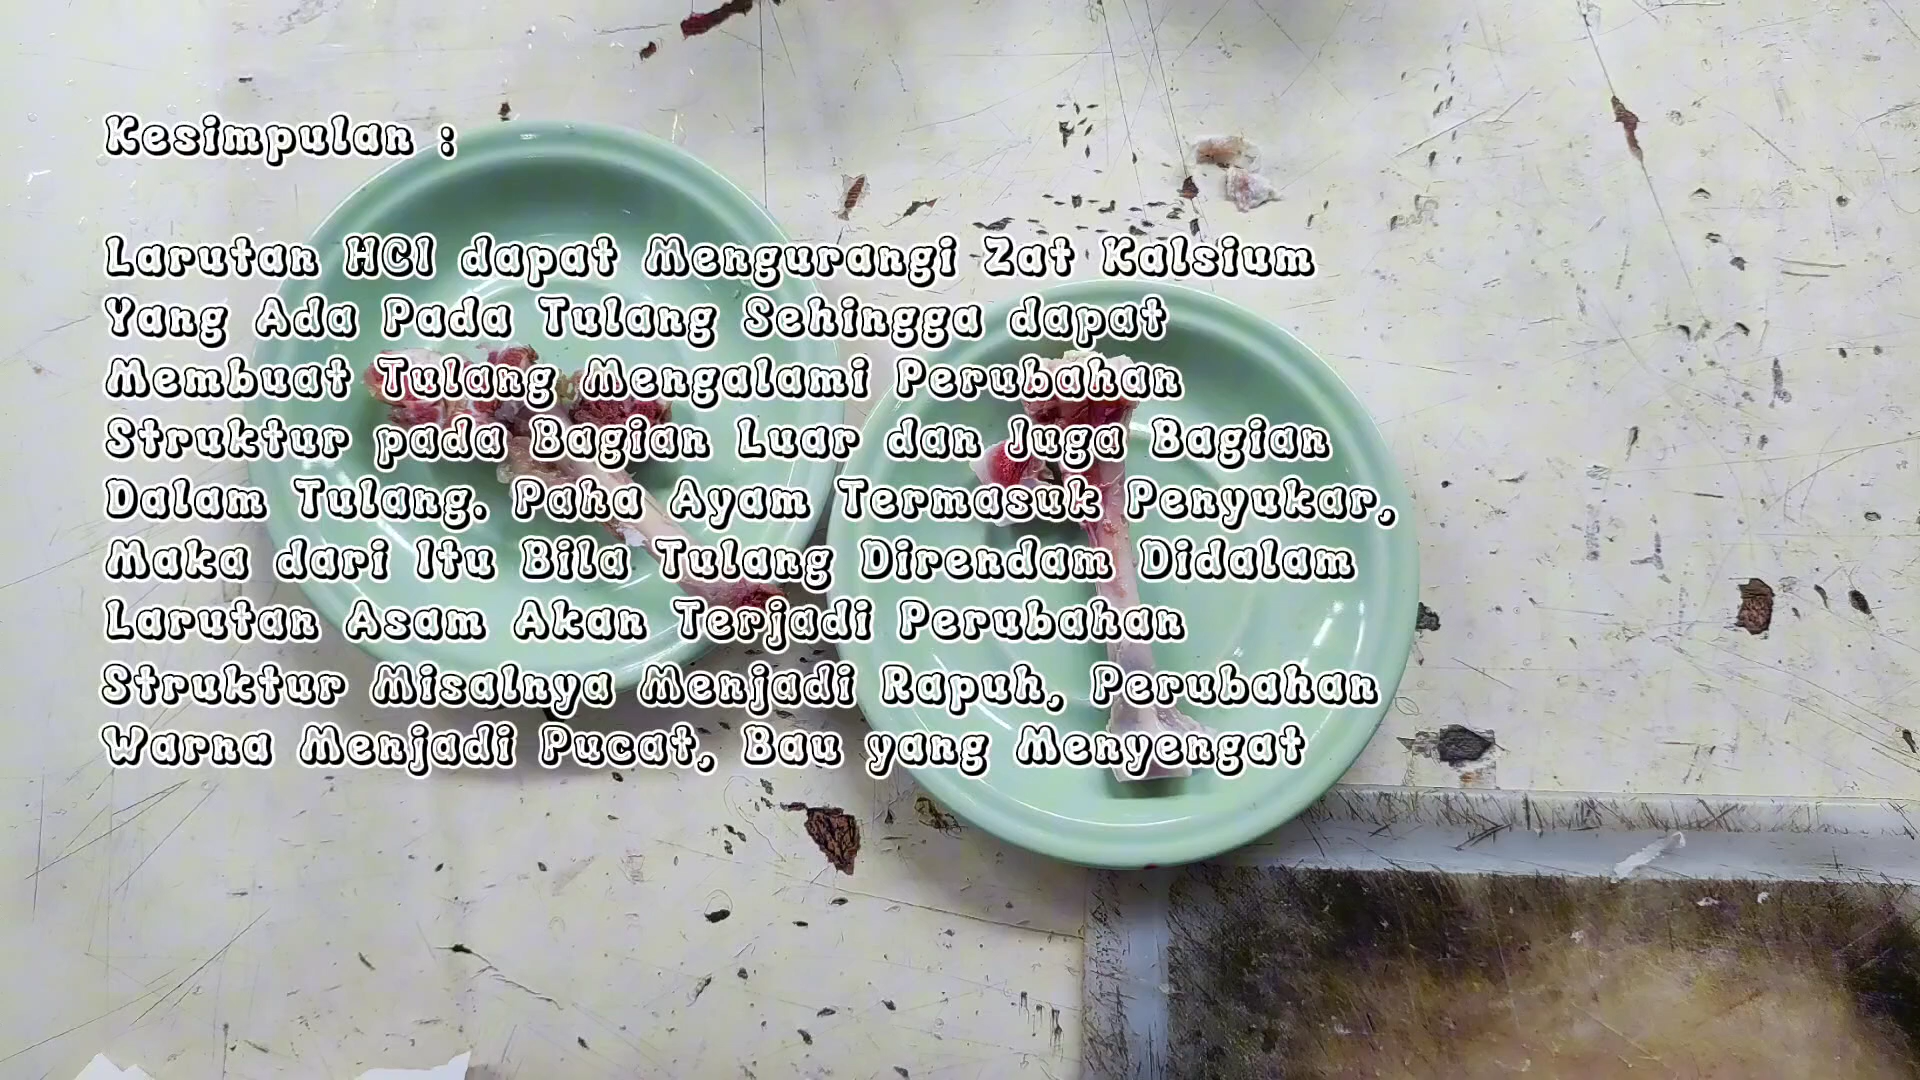 Kesimpulan :
Larutan HCl dapat Mengurangi Zat Kalsium
Yang Ada Pada Tulang Sehingga dapat
Membuat Tulang Mengalami Perubahan
Struktur pada Bagian Luar dan Juga Bagian
Dalam Tulang. Paha Ayam Termasuk Penyukar,
Maka dari Itu Bila Tulang Direndam Didalam
Larutan Asam Akan Terjadi Perubahan
Struktur Misalnya Menjadi Rapuh, Perubahan
Warna Menjadi Pucat, Bau yang Menyengat